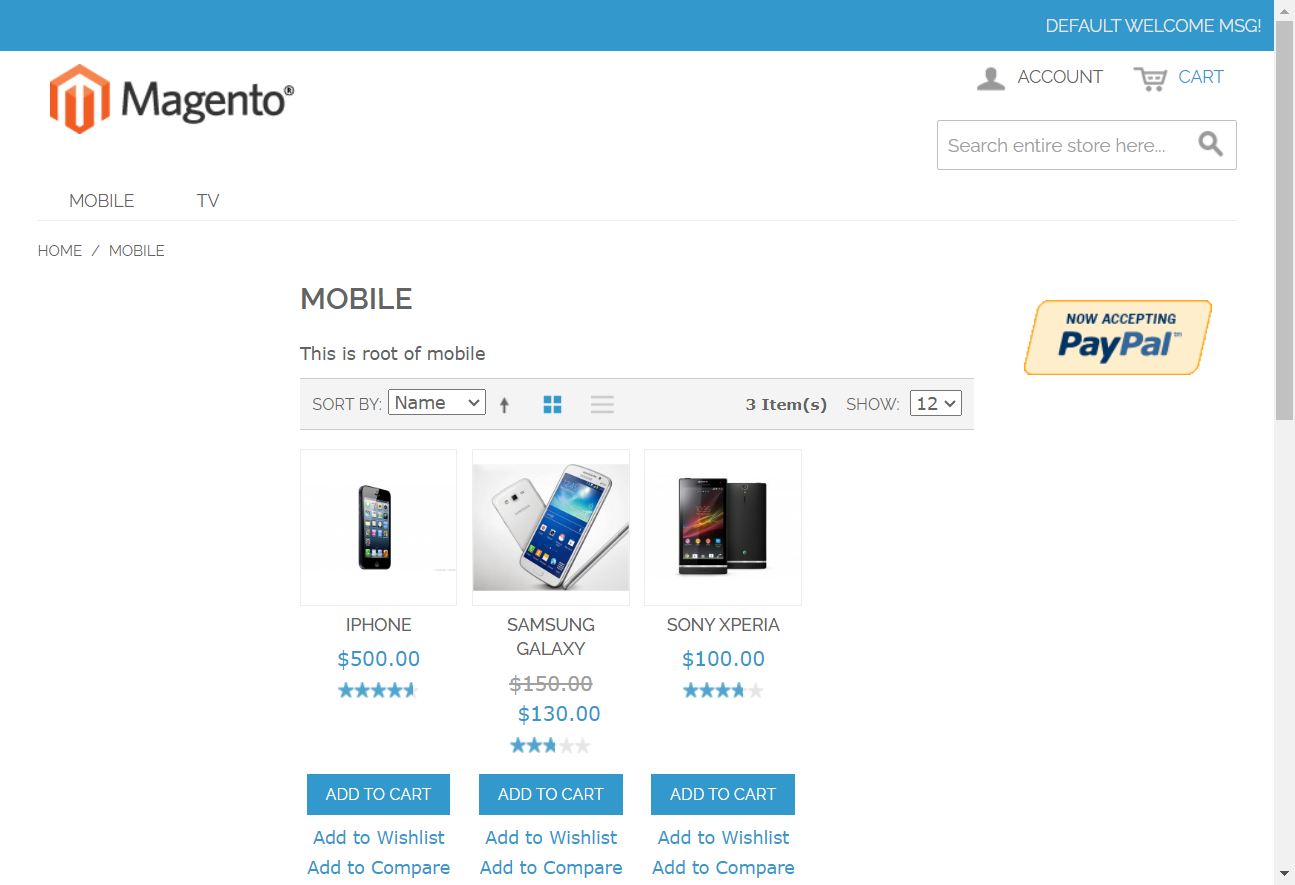 DEFAULT WELCOME MSG!
Magento®
ACCOUNT
CART
Search entire store here...
MOBILE
TV
HOME / MOBILE
MOBILE
NOW ACCEPTING
PayPal™
This is root of mobile
SORT BY: Name
3 Item(s)
SHOW: 12
IPHONE
$500.00
SAMSUNG
GALAXY
$150.00
$130.00
SONY XPERIA
$100.00
ADD TO CART
ADD TO CART
ADD TO CART
Add to Wishlist
Add to Wishlist
Add to Wishlist
Add to Compare
Add to Compare
Add to Compare